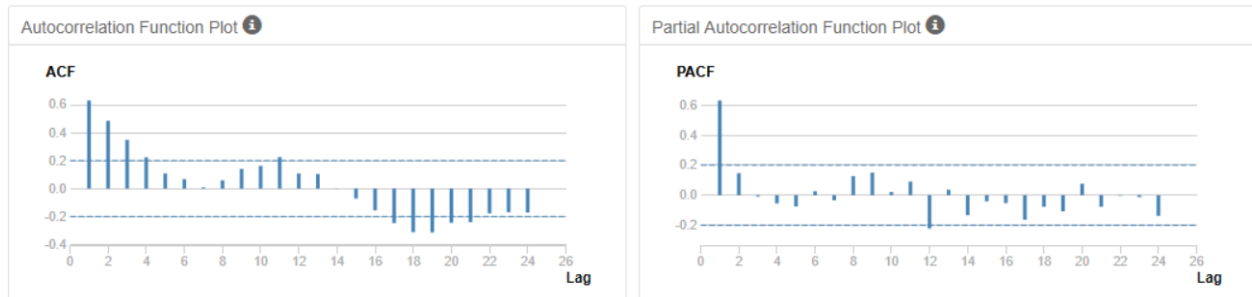 Autocorrelation Function Plot
ACF
0.6
0.4
0.2
0.0
-0.2
-0.4
0 2 4 6 8 10 12 14 16 18 20 22 24 26
Lag
Partial Autocorrelation Function Plot
PACF
0.6
0.4
0.2
0.0
-0.2
0 2 4 6 8 10 12 14 16 18 20 22 24 26
Lag